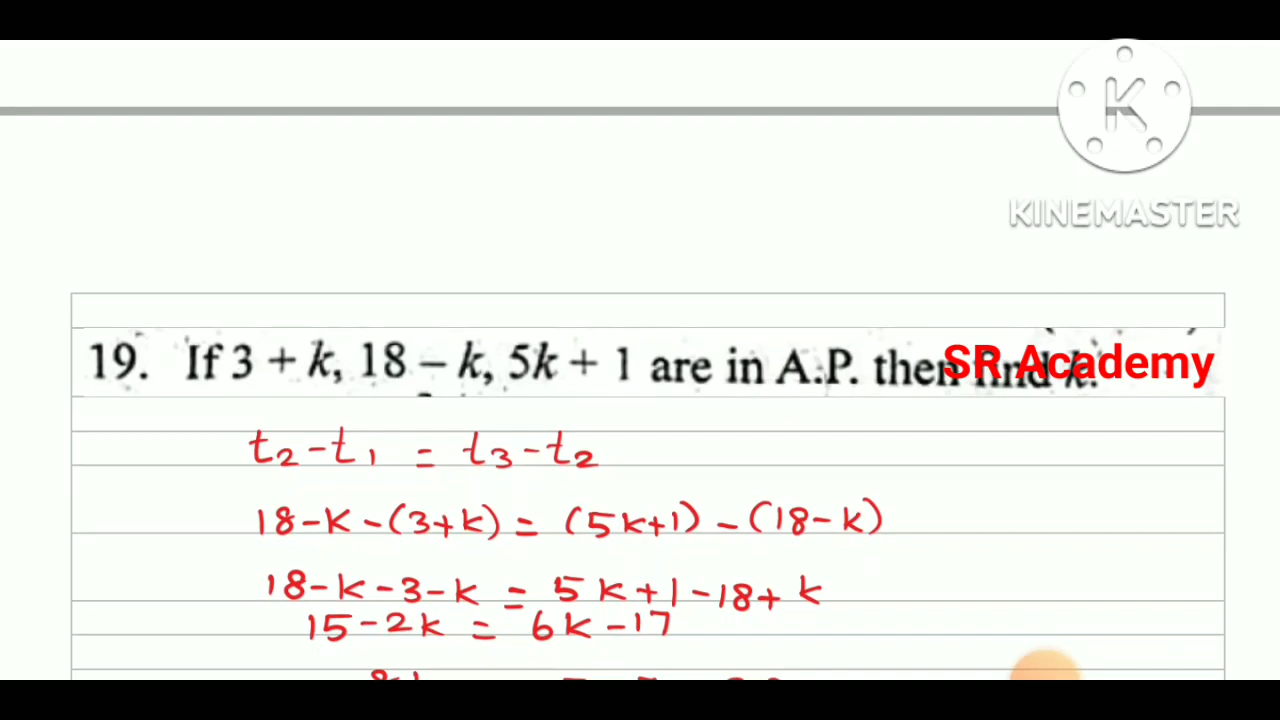 K
KINEMASTER
19. If 3 + k, 18 – k, 5k + 1 are in A.P. then find k.
SR Academy
t₂ - t₁ = t₃ - t₂
18-k-(3+k) = (5k+1) - (18-k)
18-k-3-k = 5k+1-18+k
15-2k = 6k-17